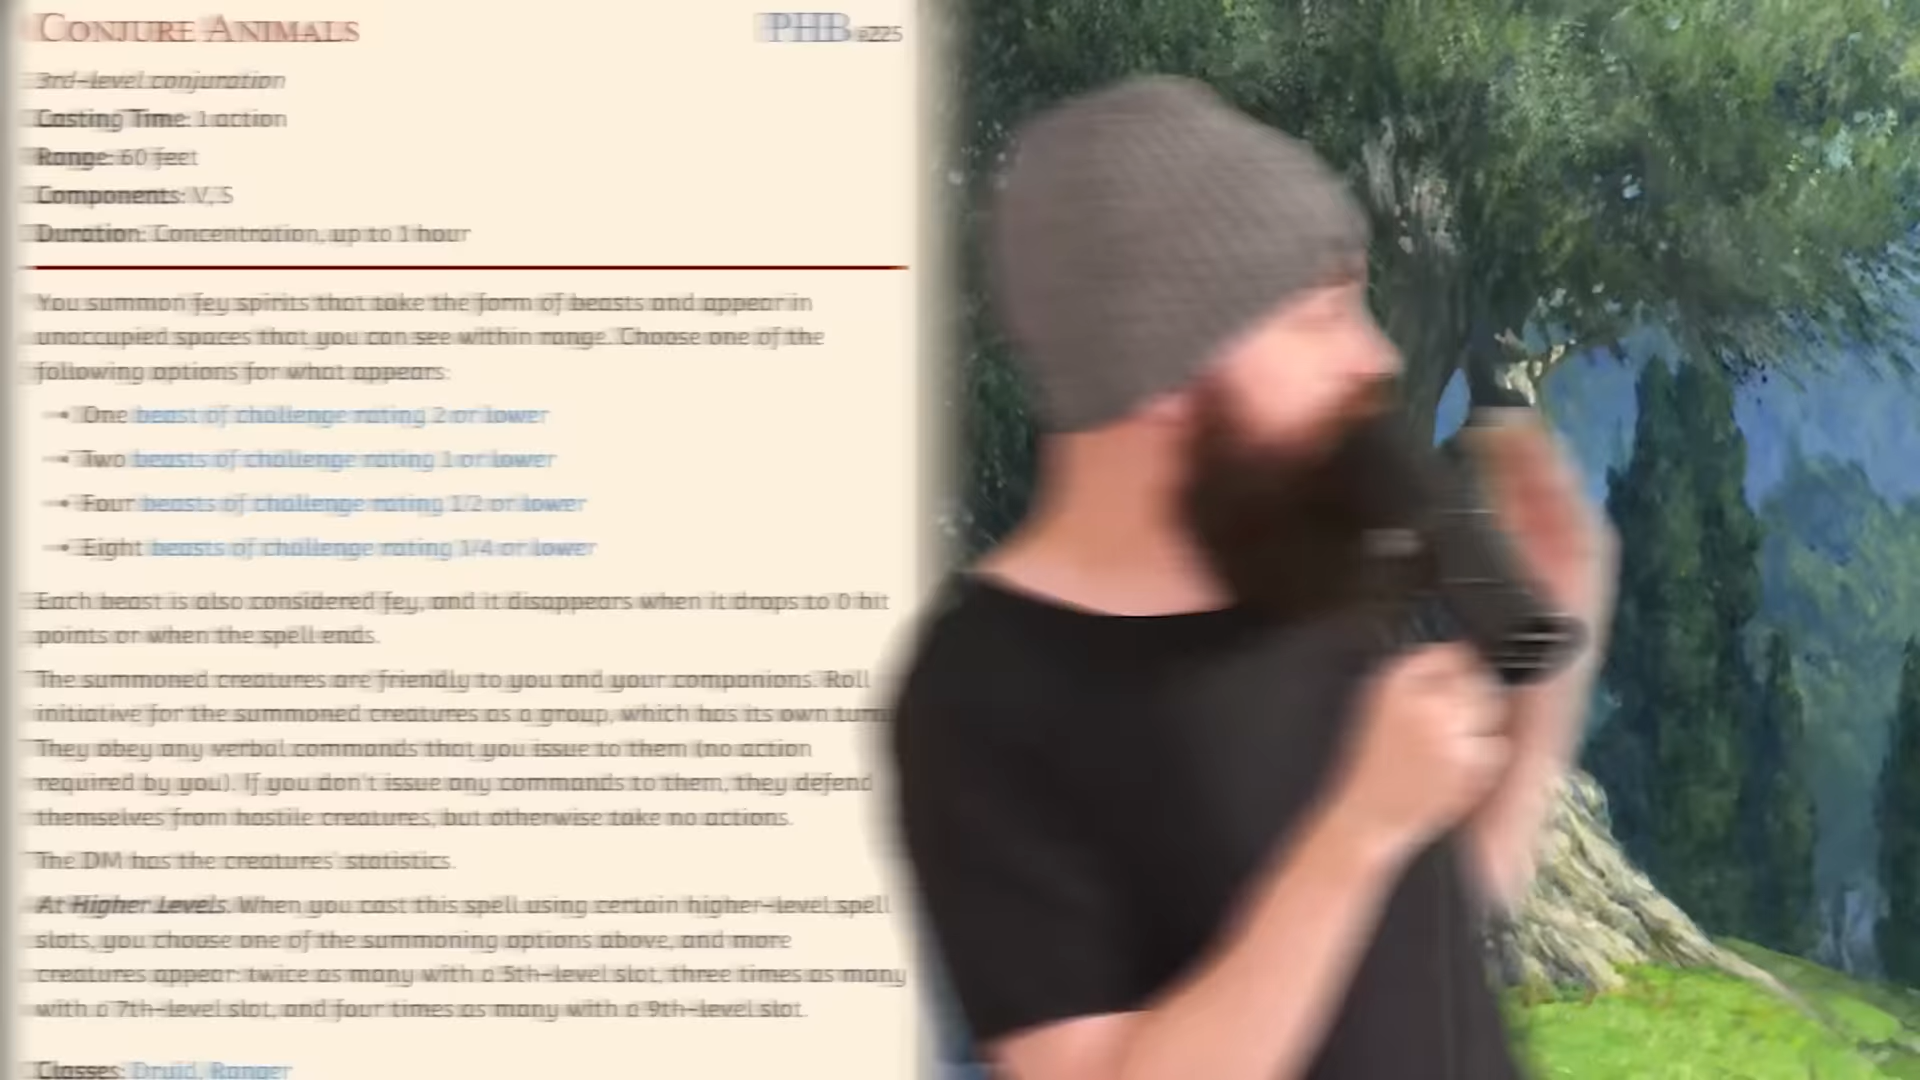 CONJURE ANIMALS PHB p225
3rd-level conjuration
Casting Time: 1 action
Range: 60 feet
Components: V, S
Duration: Concentration, up to 1 hour
You summon fey spirits that take the form of beasts and appear in
unoccupied spaces that you can see within range. Choose one of the
following options for what appears:
One beast of challenge rating 2 or lower
Two beasts of challenge rating 1 or lower
Four beasts of challenge rating 1/2 or lower
Eight beasts of challenge rating 1/4 or lower
Each beast is also considered fey, and it disappears when it drops to 0 hit
points or when the spell ends.
The summoned creatures are friendly to you and your companions. Roll
initiative for the summoned creatures as a group, which has its own turns.
They obey any verbal commands that you issue to them (no action
required by you). If you don't issue any commands to them, they defend
themselves from hostile creatures, but otherwise take no actions.
The DM has the creatures' statistics.
At Higher Levels. When you cast this spell using certain higher-level spell
slots, you choose one of the summoning options above, and more
creatures appear: twice as many with a 5th-level slot, three times as many
with a 7th-level slot, and four times as many with a 9th-level slot.
Classes: Druid, Ranger